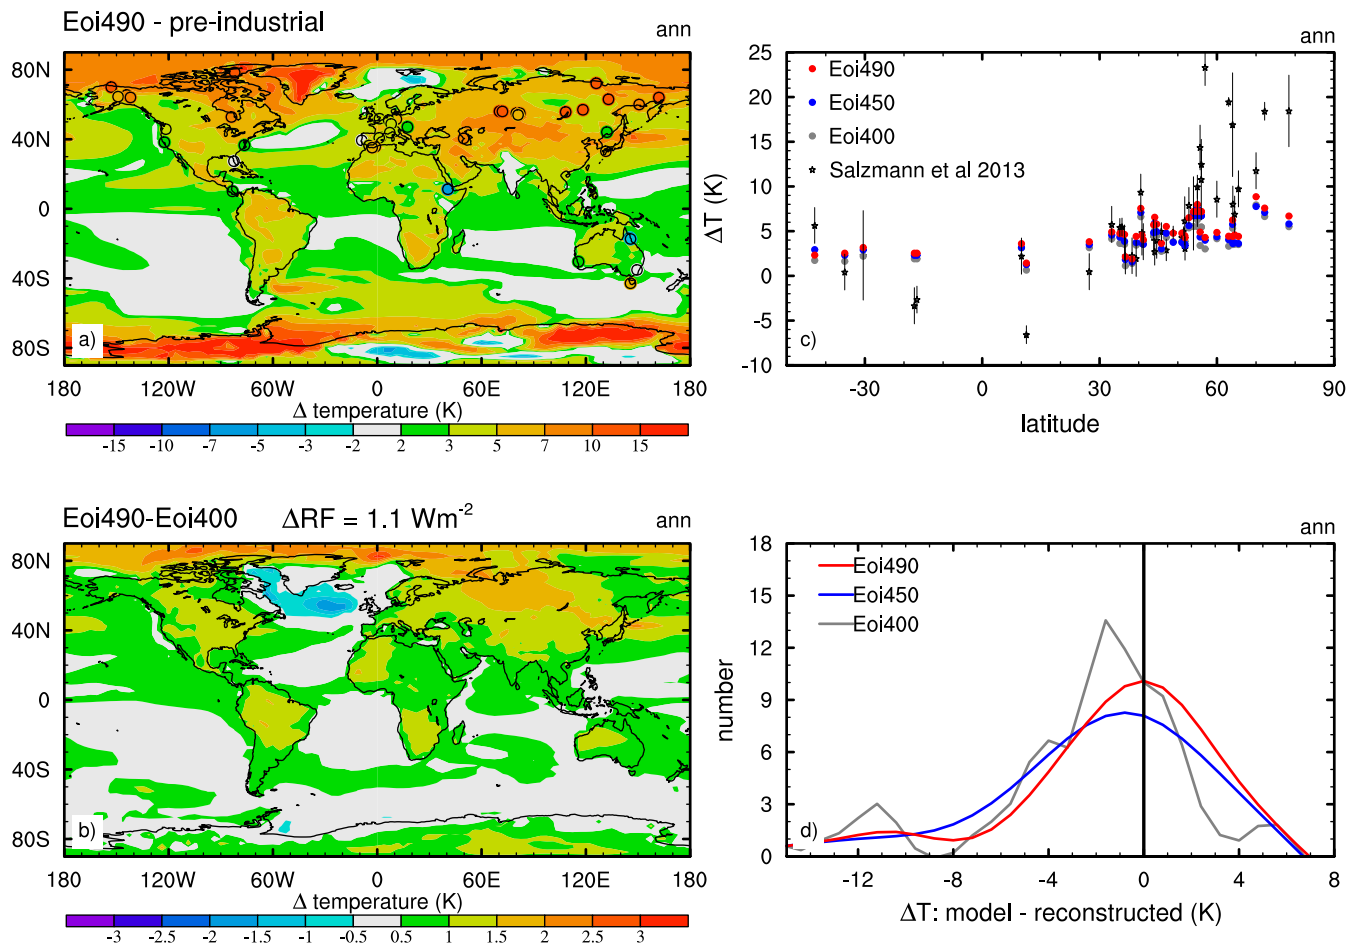 Eoi490 - pre-industrial
ann
80N
40N
0
40S
80S
a)
180 120W 60W 0 60E 120E 180
Δ temperature (K)
-15 -10 -7 -5 -3 -2 2 3 5 7 10 15
ann
25
20
15
10
5
0
-5
-10
ΔT (K)
Eoi490
Eoi450
Eoi400
Salzmann et al 2013
c)
-30 0 30 60 90
latitude
Eoi490-Eoi400 ΔRF = 1.1 Wm-2
ann
80N
40N
0
40S
80S
b)
180 120W 60W 0 60E 120E 180
Δ temperature (K)
-3 -2.5 -2 -1.5 -1 -0.5 0.5 1 1.5 2 2.5 3
ann
18
15
12
9
6
3
0
number
Eoi490
Eoi450
Eoi400
d)
-12 -8 -4 0 4 8
ΔT: model - reconstructed (K)